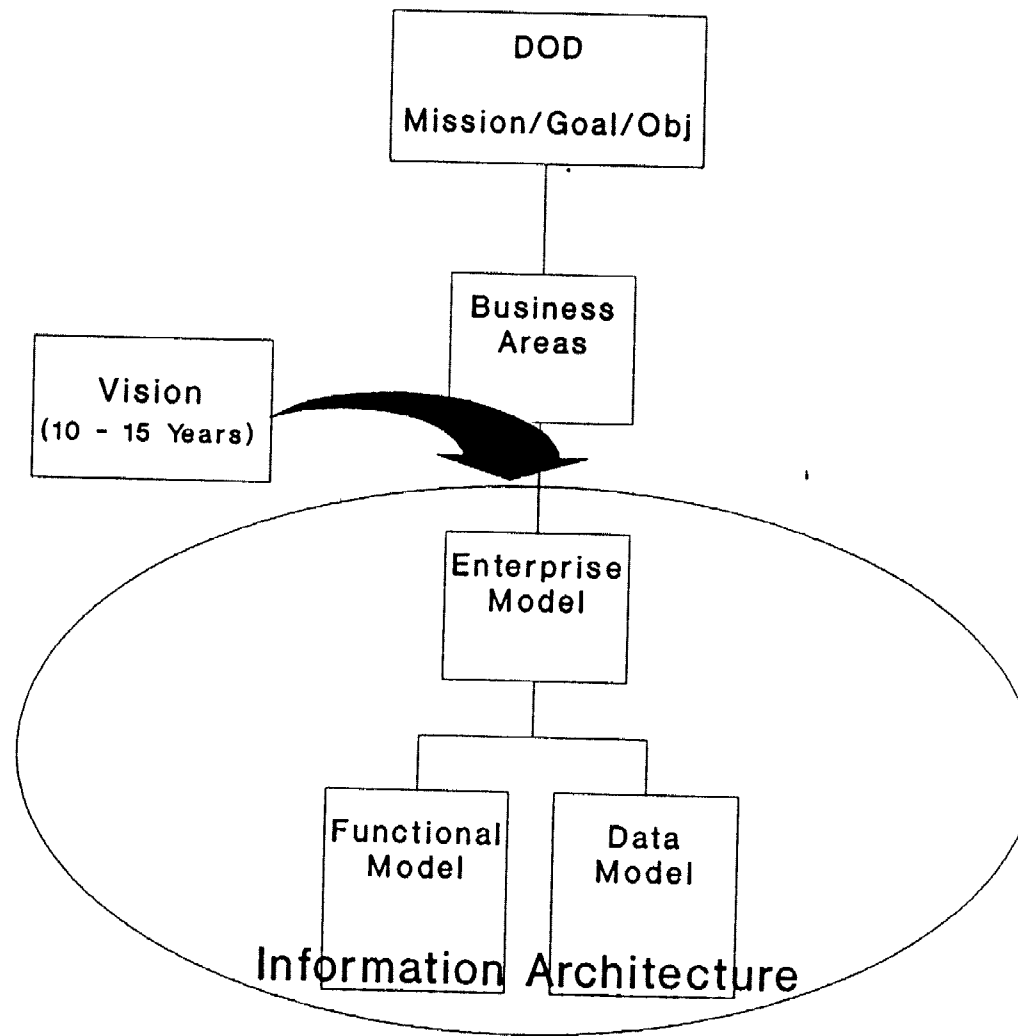 DOD
Mission/Goal/Obj
Business
Areas
Vision
(10 - 15 Years)
Enterprise
Model
Functional
Model
Data
Model
Information Architecture